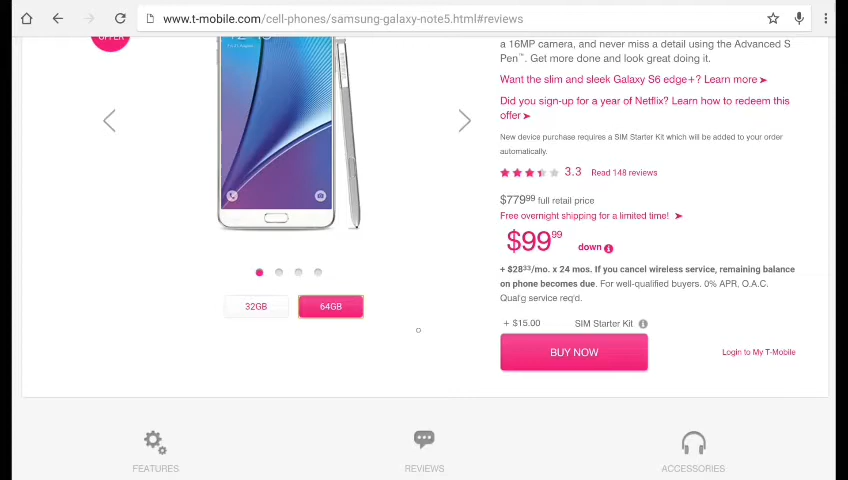 www.t-mobile.com/cell-phones/samsung-galaxy-note5.html#reviews
OFFER
a 16MP camera, and never miss a detail using the Advanced S
Pen™. Get more done and look great doing it.
Want the slim and sleek Galaxy S6 edge+? Learn more ➤
Did you sign-up for a year of Netflix? Learn how to redeem this
offer ➤
New device purchase requires a SIM Starter Kit which will be added to your order
automatically.
3.3 Read 148 reviews
$779⁹⁹ full retail price
Free overnight shipping for a limited time! ➤
$99⁹⁹ down
+ $28³³/mo. x 24 mos. If you cancel wireless service, remaining balance
on phone becomes due. For well-qualified buyers. 0% APR, O.A.C.
Qual'g service req'd.
32GB 64GB
+ $15.00 SIM Starter Kit
BUY NOW
Login to My T-Mobile
FEATURES REVIEWS ACCESSORIES